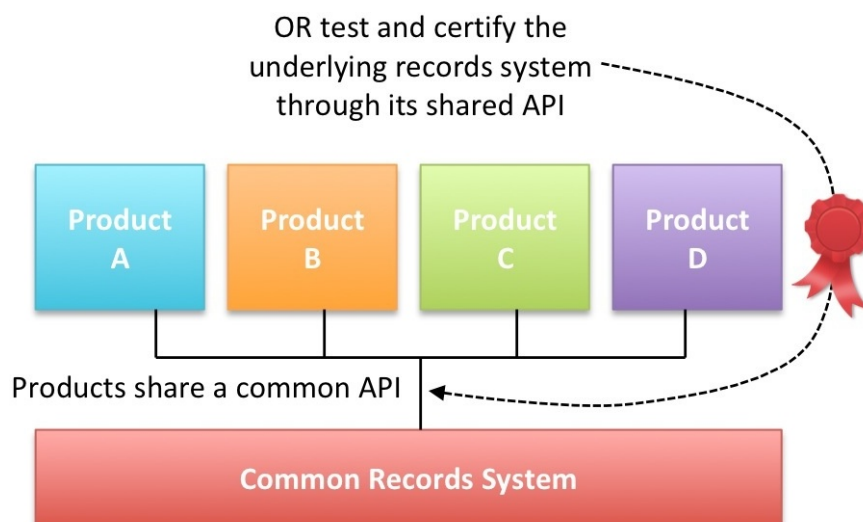 OR test and certify the
underlying records system
through its shared API
Product
A
Product
B
Product
C
Product
D
Products share a common API
Common Records System